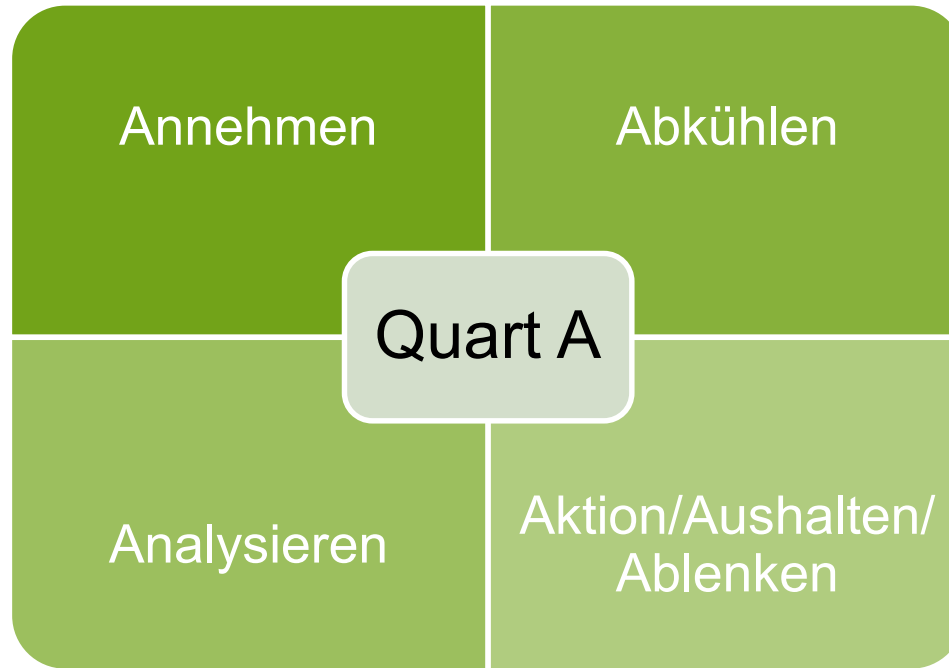 Annehmen
Abkühlen
Quart A
Analysieren
Aktion/Aushalten/
Ablenken